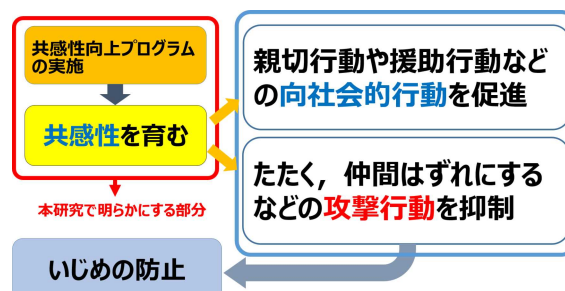 共感性向上プログラム
の実施
共感性を育む
本研究で明らかにする部分
親切行動や援助行動など
の向社会的行動を促進
たたく，仲間はずれにする
などの攻撃行動を抑制
いじめの防止